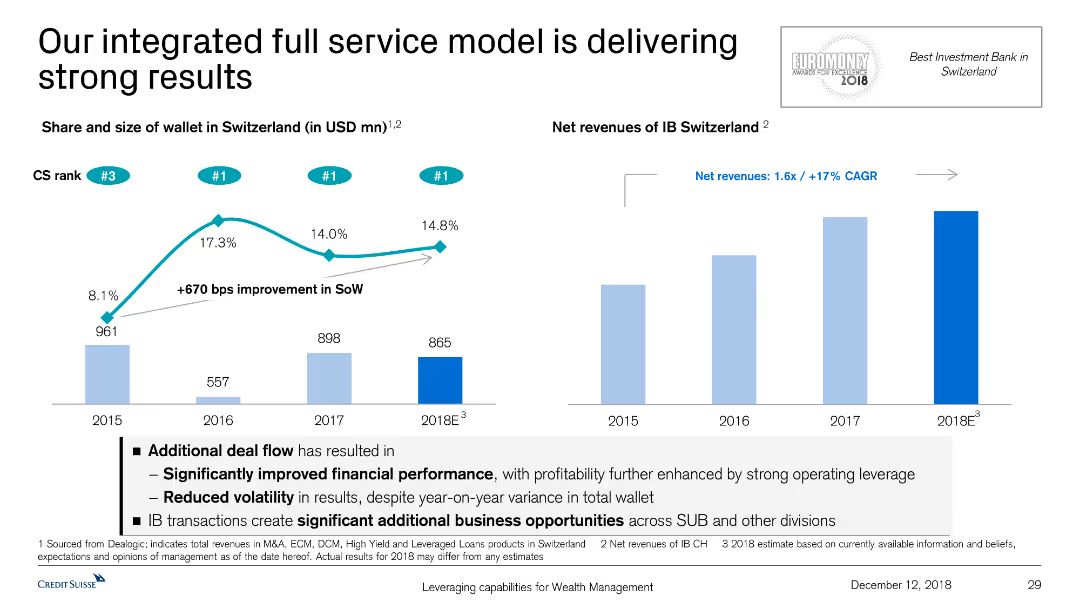 Our integrated full service model is delivering
strong results
EUROMONEY
AWARDS FOR EXCELLENCE
2018
Best Investment Bank in
Switzerland
Share and size of wallet in Switzerland (in USD mn)1,2
CS rank #3 #1 #1 #1
8.1% 17.3% 14.0% 14.8%
+670 bps improvement in SoW
961 557 898 865
2015 2016 2017 2018E3
Net revenues of IB Switzerland 2
Net revenues: 1.6x / +17% CAGR
2015 2016 2017 2018E3
■ Additional deal flow has resulted in
– Significantly improved financial performance, with profitability further enhanced by strong operating leverage
– Reduced volatility in results, despite year-on-year variance in total wallet
■ IB transactions create significant additional business opportunities across SUB and other divisions
1 Sourced from Dealogic; indicates total revenues in M&A, ECM, DCM, High Yield and Leveraged Loans products in Switzerland 2 Net revenues of IB CH 3 2018 estimate based on currently available information and beliefs,
expectations and opinions of management as of the date hereof. Actual results for 2018 may differ from any estimates
CREDIT SUISSE
Leveraging capabilities for Wealth Management
December 12, 2018
29